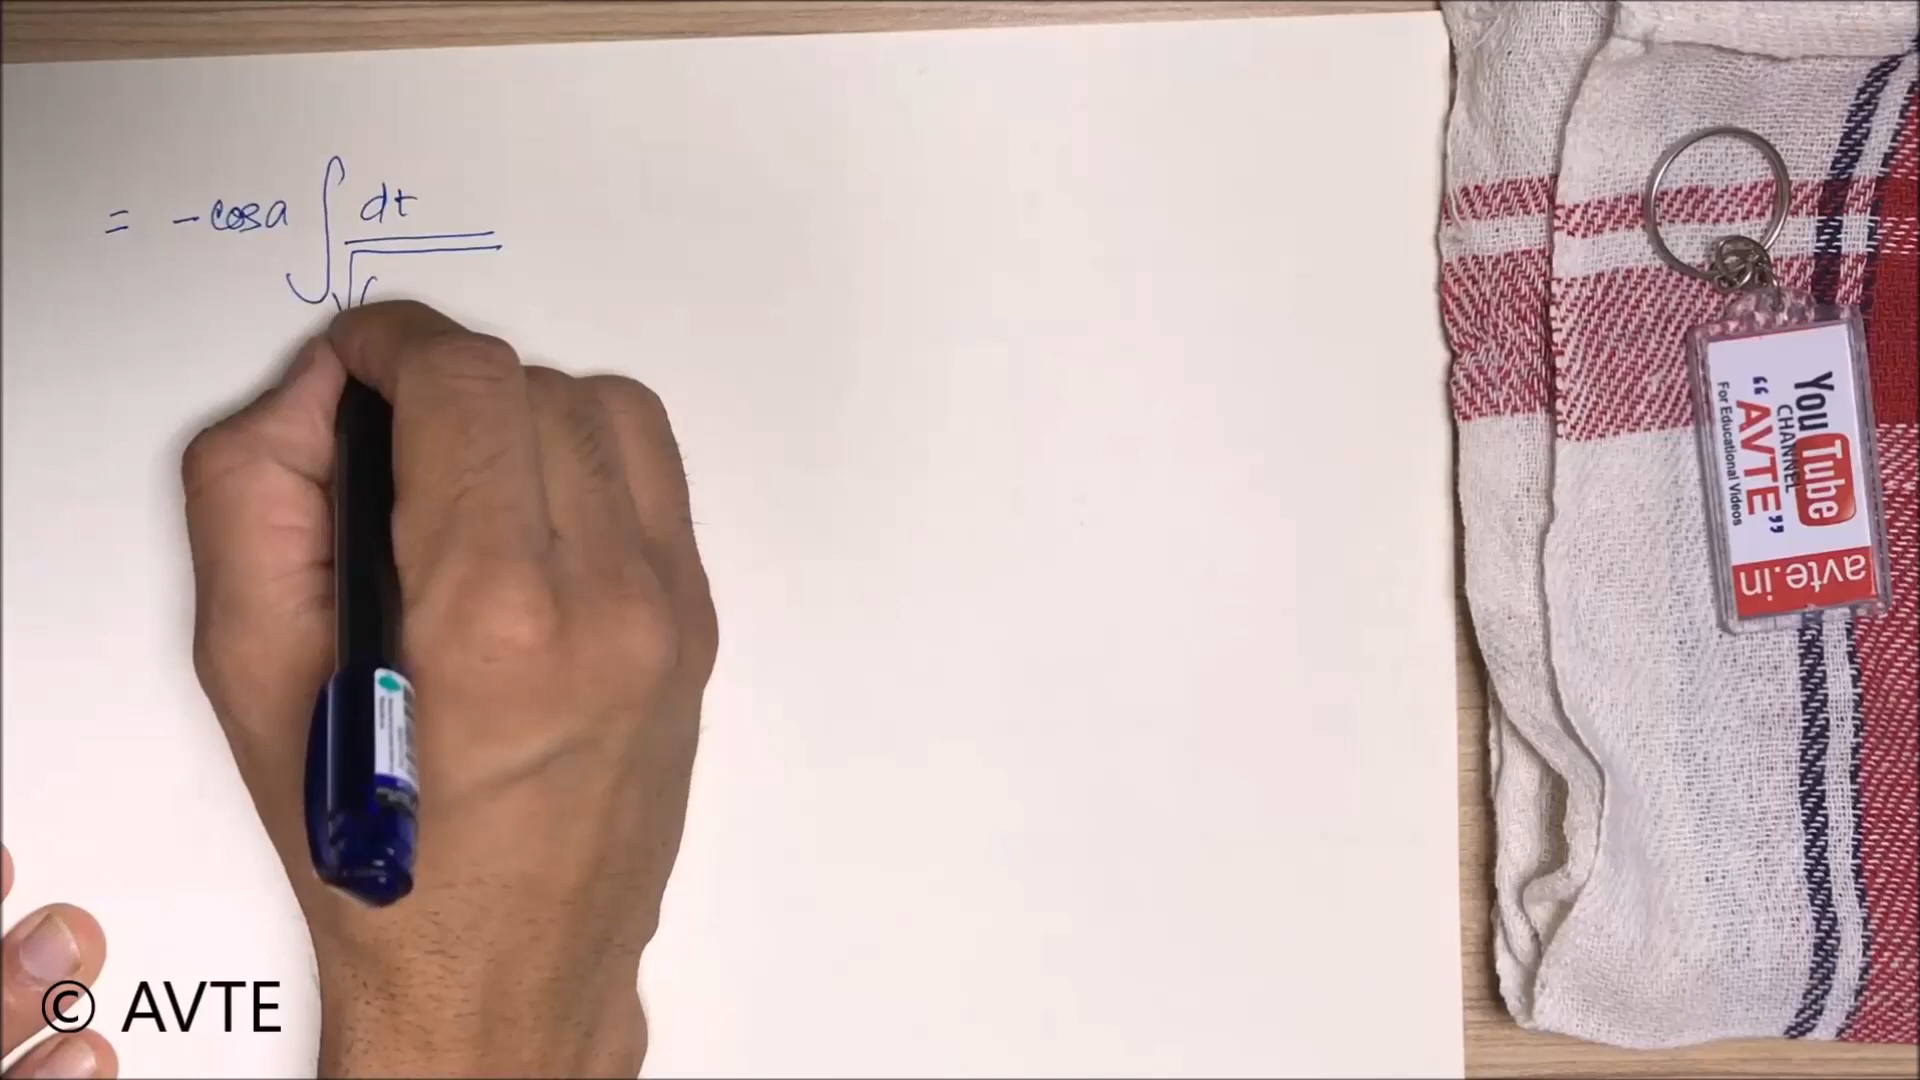 = - cosa ∫ dt
√(
YouTube
CHANNEL
“AVTE”
For Educational Videos
avte.in
© AVTE